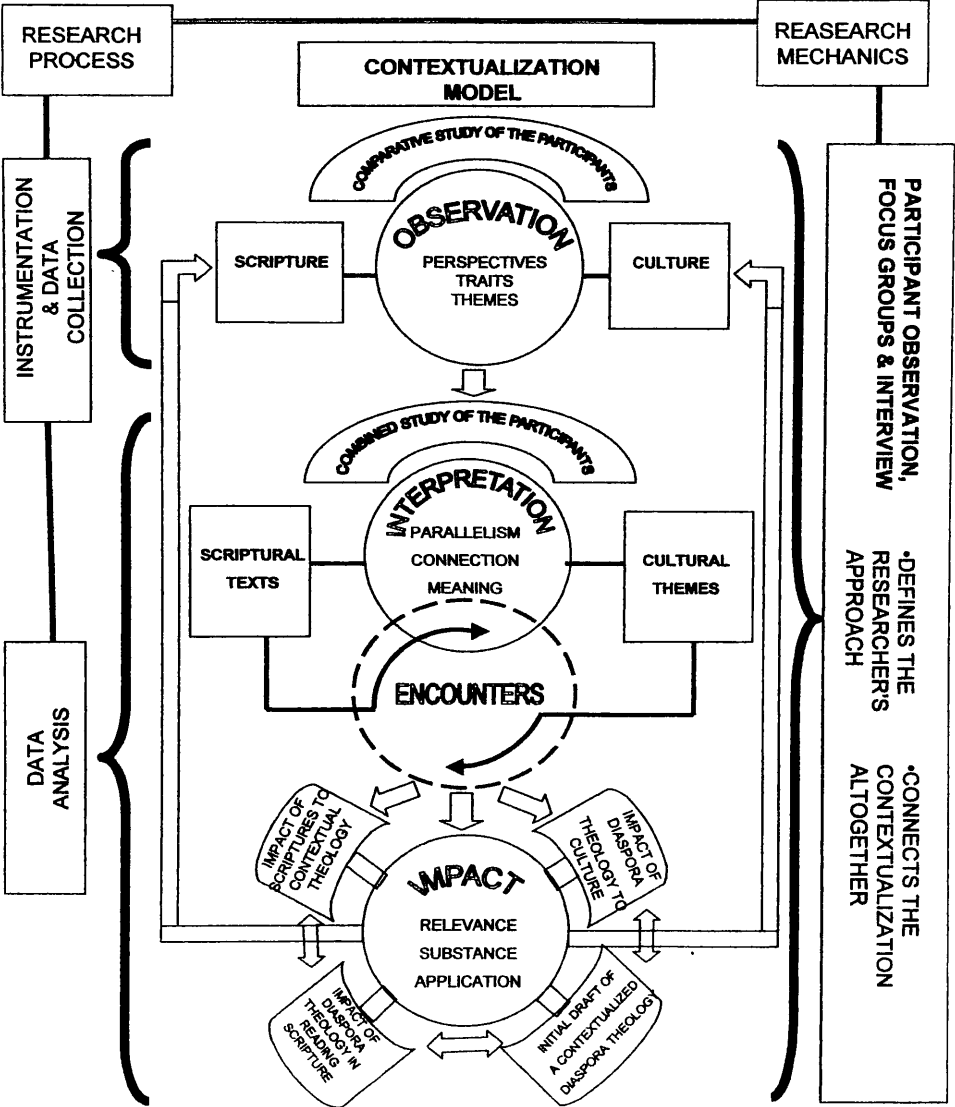 RESEARCH
PROCESS
REASEARCH
MECHANICS
CONTEXTUALIZATION
MODEL
INSTRUMENTATION
& DATA
COLLECTION
COMPARATIVE STUDY OF THE PARTICIPANTS
OBSERVATION
PERSPECTIVES
TRAITS
THEMES
SCRIPTURE
CULTURE
COMBINED STUDY OF THE PARTICIPANTS
INTERPRETATION
PARALLELISM
CONNECTION
MEANING
SCRIPTURAL
TEXTS
CULTURAL
THEMES
ENCOUNTERS
DATA
ANALYSIS
IMPACT OF
SCRIPTURES TO
CONTEXTUAL
THEOLOGY
IMPACT OF
DIASPORA
THEOLOGY TO
CULTURE
IMPACT
RELEVANCE
SUBSTANCE
APPLICATION
IMPACT OF
DIASPORA
THEOLOGY IN
READING
SCRIPTURE
INITIAL DRAFT OF
A CONTEXTUALIZED
DIASPORA THEOLOGY
PARTICIPANT OBSERVATION,
FOCUS GROUPS & INTERVIEW
•DEFINES THE
RESEARCHER'S
APPROACH
•CONNECTS THE
CONTEXTUALIZATION
ALTOGETHER